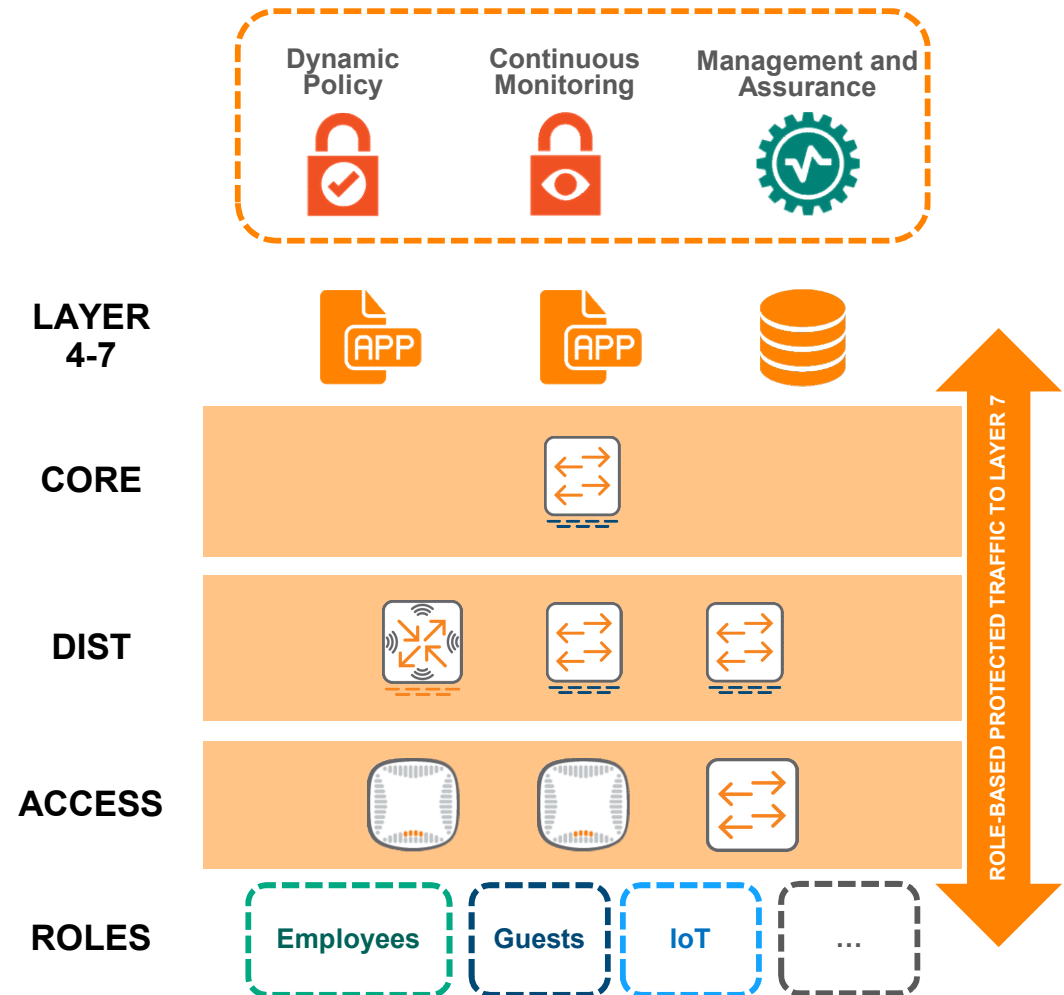 Dynamic
Policy
Continuous
Monitoring
Management and
Assurance
LAYER
4-7
APP
APP
CORE
DIST
ACCESS
ROLES
Employees
Guests
IoT
...
ROLE-BASED PROTECTED TRAFFIC TO LAYER 7